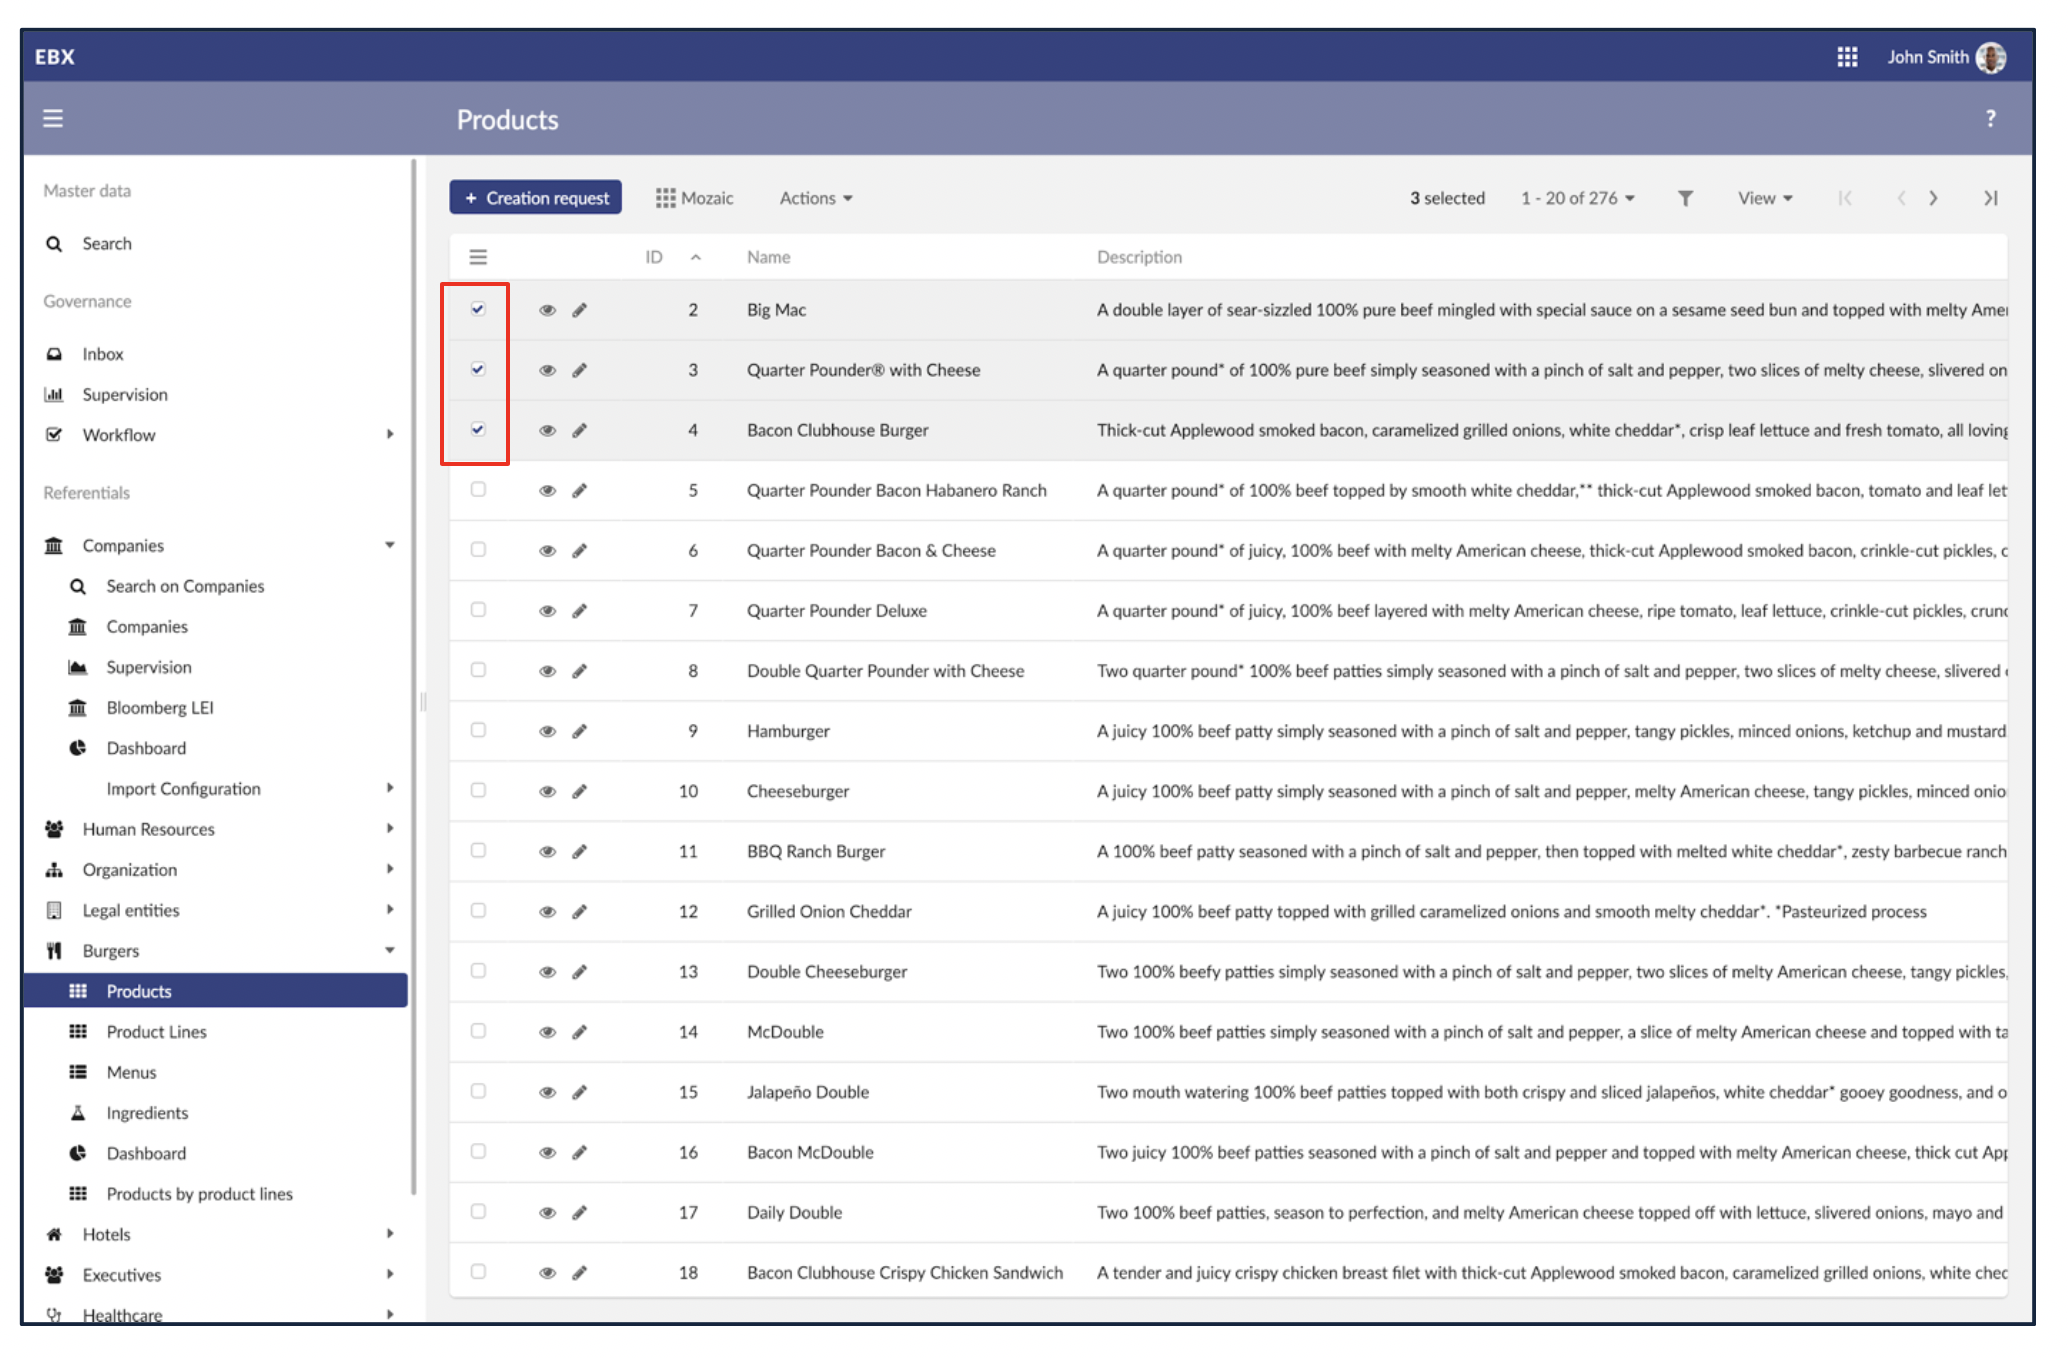 EBX
John Smith
Products
?
Master data
Search
Governance
Inbox
Supervision
Workflow
Referentials
Companies
Search on Companies
Companies
Supervision
Bloomberg LEI
Dashboard
Import Configuration
Human Resources
Organization
Legal entities
Burgers
Products
Product Lines
Menus
Ingredients
Dashboard
Products by product lines
Hotels
Executives
Healthcare
+ Creation request Mozaic Actions 3 selected 1 - 20 of 276 View
ID Name Description
2 Big Mac A double layer of sear-sizzled 100% pure beef mingled with special sauce on a sesame seed bun and topped with melty Amer
3 Quarter Pounder® with Cheese A quarter pound* of 100% pure beef simply seasoned with a pinch of salt and pepper, two slices of melty cheese, slivered on
4 Bacon Clubhouse Burger Thick-cut Applewood smoked bacon, caramelized grilled onions, white cheddar*, crisp leaf lettuce and fresh tomato, all loving
5 Quarter Pounder Bacon Habanero Ranch A quarter pound* of 100% beef topped by smooth white cheddar,** thick-cut Applewood smoked bacon, tomato and leaf let
6 Quarter Pounder Bacon & Cheese A quarter pound* of juicy, 100% beef with melty American cheese, thick-cut Applewood smoked bacon, crinkle-cut pickles, c
7 Quarter Pounder Deluxe A quarter pound* of juicy, 100% beef layered with melty American cheese, ripe tomato, leaf lettuce, crinkle-cut pickles, crunc
8 Double Quarter Pounder with Cheese Two quarter pound* 100% beef patties simply seasoned with a pinch of salt and pepper, two slices of melty cheese, slivered
9 Hamburger A juicy 100% beef patty simply seasoned with a pinch of salt and pepper, tangy pickles, minced onions, ketchup and mustard
10 Cheeseburger A juicy 100% beef patty simply seasoned with a pinch of salt and pepper, melty American cheese, tangy pickles, minced onio
11 BBQ Ranch Burger A 100% beef patty seasoned with a pinch of salt and pepper, then topped with melted white cheddar*, zesty barbecue ranch
12 Grilled Onion Cheddar A juicy 100% beef patty topped with grilled caramelized onions and smooth melty cheddar*. *Pasteurized process
13 Double Cheeseburger Two 100% beefy patties simply seasoned with a pinch of salt and pepper, two slices of melty American cheese, tangy pickles,
14 McDouble Two 100% beef patties simply seasoned with a pinch of salt and pepper, a slice of melty American cheese and topped with ta
15 Jalapeño Double Two mouth watering 100% beef patties topped with both crispy and sliced jalapeños, white cheddar* gooey goodness, and o
16 Bacon McDouble Two juicy 100% beef patties seasoned with a pinch of salt and pepper and topped with melty American cheese, thick cut App
17 Daily Double Two 100% beef patties, season to perfection, and melty American cheese topped off with lettuce, slivered onions, mayo and
18 Bacon Clubhouse Crispy Chicken Sandwich A tender and juicy crispy chicken breast filet with thick-cut Applewood smoked bacon, caramelized grilled onions, white chec